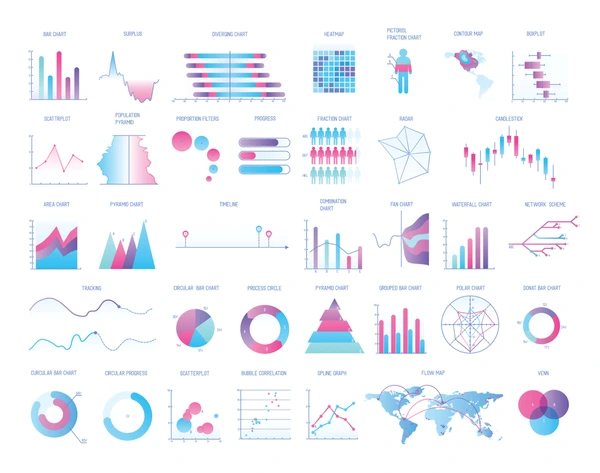 BAR CHART
SURPLUS
DIVERGING CHART
HEATMAP
PICTORIAL
FRACTION CHART
CONTOUR MAP
BOXPLOT
SCATTRPLOT
POPULATION
PYRAMID
PROPORTION FILTERS
PROGRESS
FRACTION CHART
RADAR
CANDLESTICK
AREA CHART
PYRAMID CHART
TIMELINE
COMBINATION
CHART
FAN CHART
WATERFALL CHART
NETWORK SCHEME
TRACKING
CIRCULAR BAR CHART
PROCESS CIRCLE
PYRAMID CHART
GROUPED BAR CHART
POLAR CHART
DONAT BAR CHART
CURCULAR BAR CHART
CIRCULAR PROGRESS
SCATTERPLOT
BUBBLE CORRELATION
SPLINE GRAPH
FLOW MAP
VENN